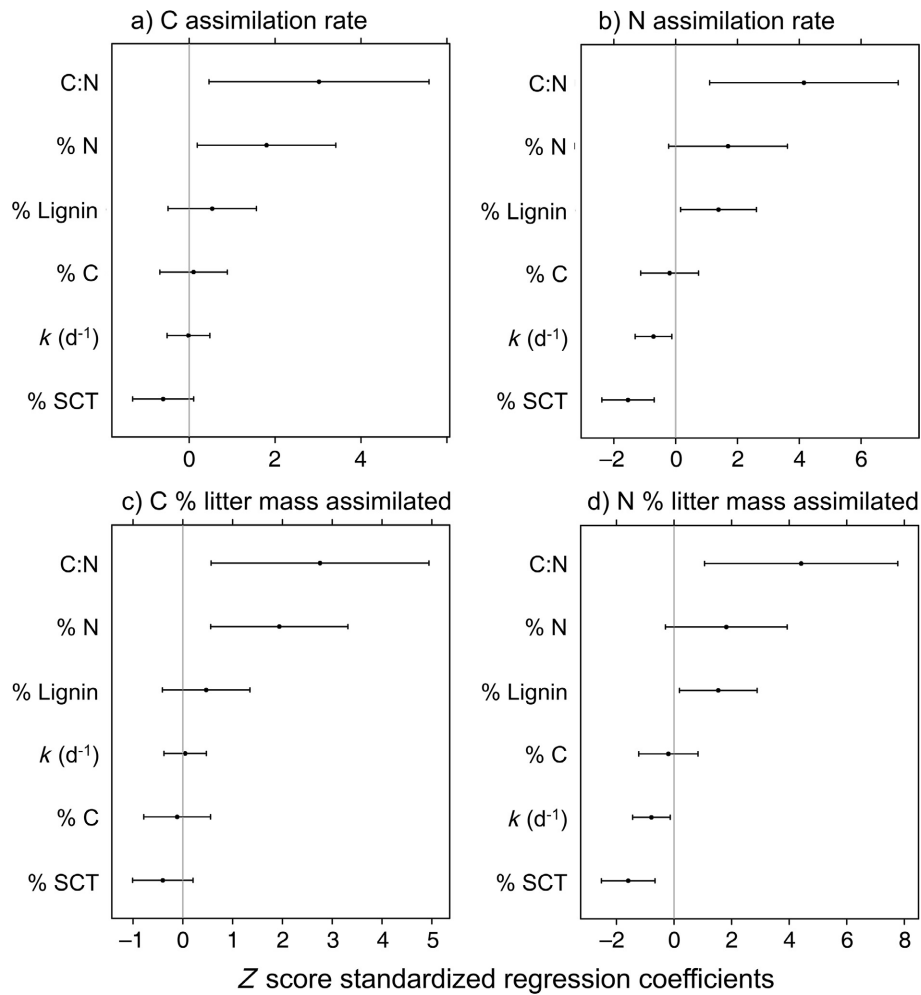 a) C assimilation rate
C:N
% N
% Lignin
% C
k (d⁻¹)
% SCT
0 2 4
b) N assimilation rate
C:N
% N
% Lignin
% C
k (d⁻¹)
% SCT
−2 0 2 4 6
c) C % litter mass assimilated
C:N
% N
% Lignin
k (d⁻¹)
% C
% SCT
−1 0 1 2 3 4 5
d) N % litter mass assimilated
C:N
% N
% Lignin
% C
k (d⁻¹)
% SCT
−2 0 2 4 6 8
Z score standardized regression coefficients